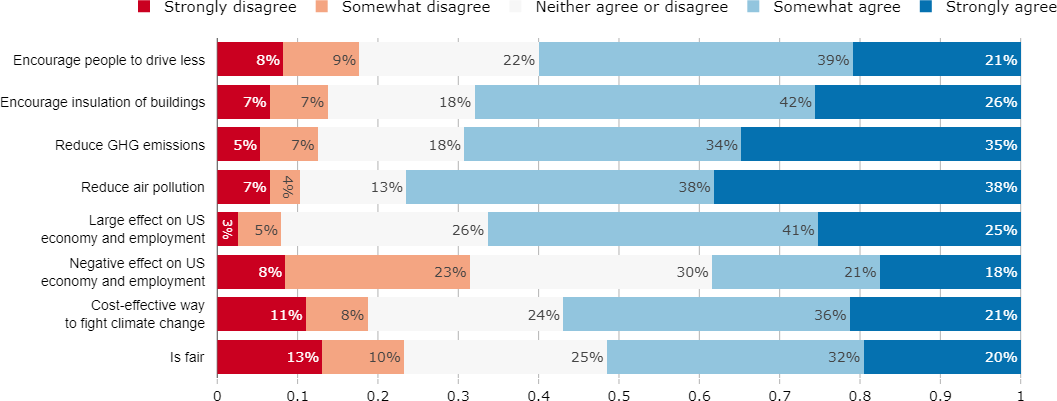 Strongly disagree Somewhat disagree Neither agree or disagree Somewhat agree Strongly agree
Encourage people to drive less 8% 9% 22% 39% 21%
Encourage insulation of buildings 7% 7% 18% 42% 26%
Reduce GHG emissions 5% 7% 18% 34% 35%
Reduce air pollution 7% 4% 13% 38% 38%
Large effect on US
economy and employment 3% 5% 26% 41% 25%
Negative effect on US
economy and employment 8% 23% 30% 21% 18%
Cost-effective way
to fight climate change 11% 8% 24% 36% 21%
Is fair 13% 10% 25% 32% 20%
0 0.1 0.2 0.3 0.4 0.5 0.6 0.7 0.8 0.9 1